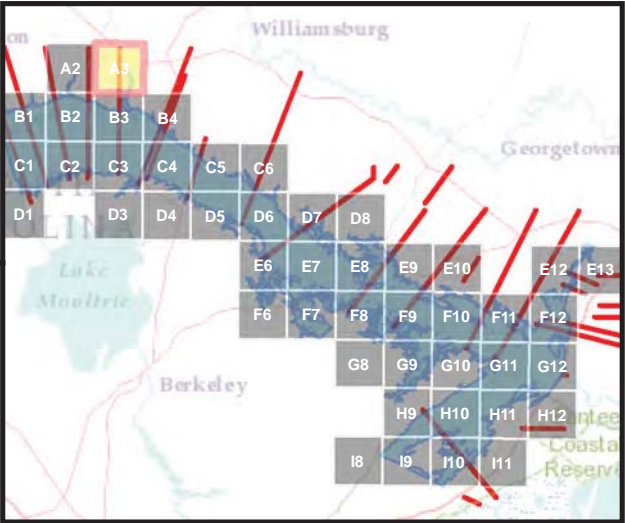 on
Williamsburg
A2 A3
B1 B2 B3 B4
Georgetown
C1 C2 C3 C4 C5 C6
D1 D3 D4 D5 D6 D7 D8
OLINA
Lake
Moultrie
E6 E7 E8 E9 E10 E12 E13
F6 F7 F8 F9 F10 F11 F12
G8 G9 G10 G11 G12
Berkeley
H9 H10 H11 H12 ntee
Coasta
I8 I9 I10 I11 Reserv